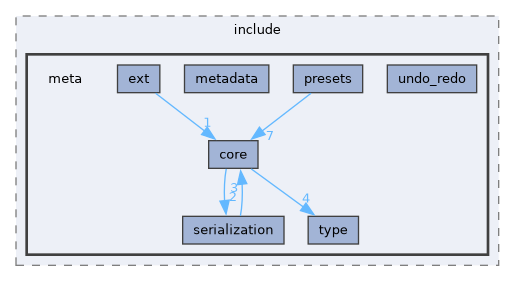 include
meta
ext
metadata
presets
undo_redo
1
7
core
3
2
4
serialization
type